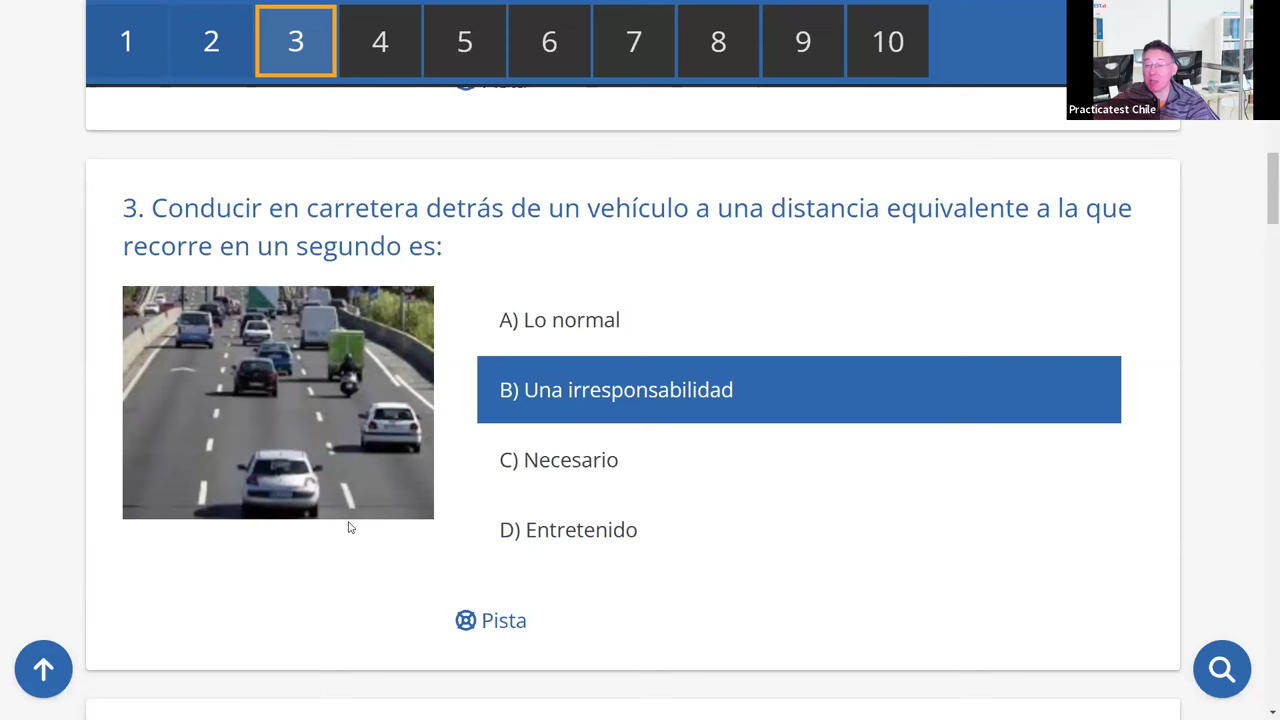 1 2 3 4 5 6 7 8 9 10
Practicatest Chile
3. Conducir en carretera detrás de un vehículo a una distancia equivalente a la que
recorre en un segundo es:
A) Lo normal
B) Una irresponsabilidad
C) Necesario
D) Entretenido
Pista